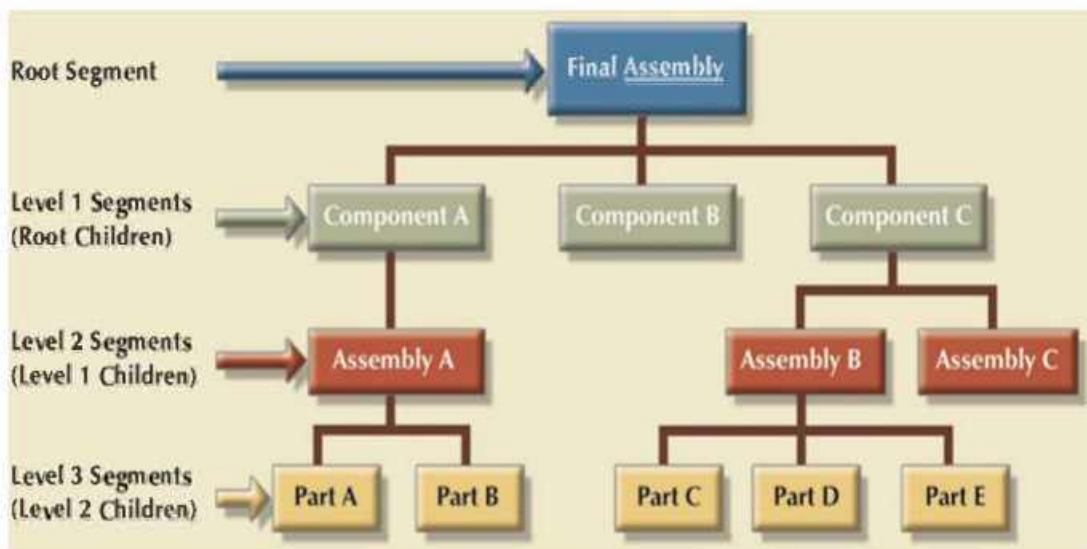 Root Segment
Final Assembly
Level 1 Segments
(Root Children)
Component A
Component B
Component C
Level 2 Segments
(Level 1 Children)
Assembly A
Assembly B
Assembly C
Level 3 Segments
(Level 2 Children)
Part A
Part B
Part C
Part D
Part E